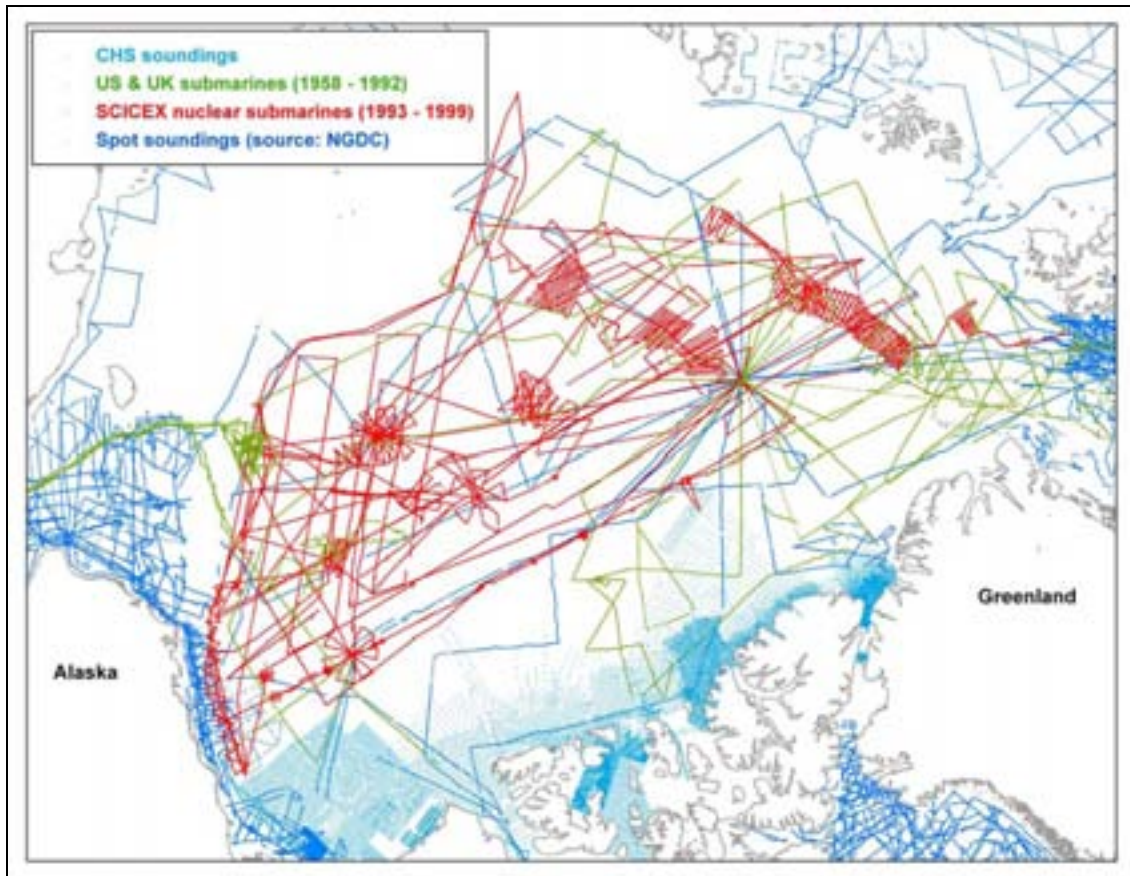 CHS soundings
US & UK submarines (1958 - 1992)
SCICEX nuclear submarines (1993 - 1999)
Spot soundings (source: NGDC)
Greenland
Alaska